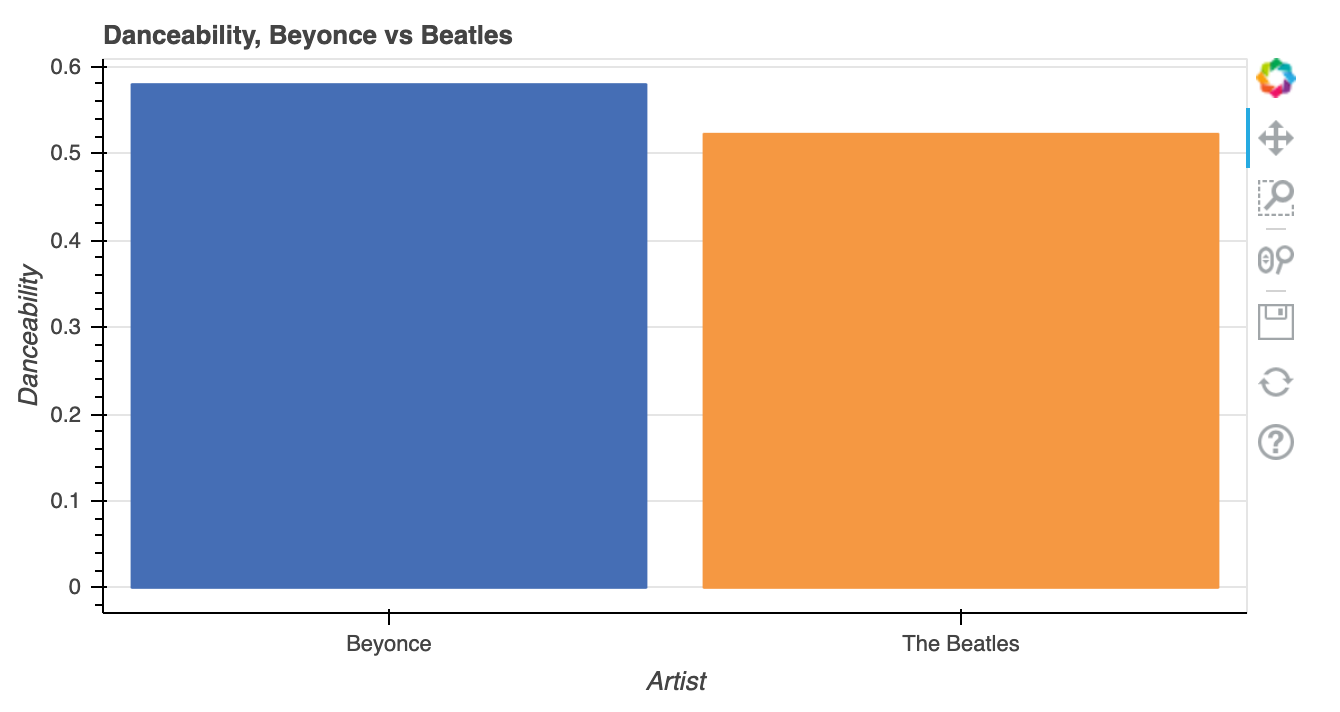 Danceability, Beyonce vs Beatles
0.6
0.5
0.4
0.3
0.2
0.1
0
Danceability
Beyonce
The Beatles
Artist